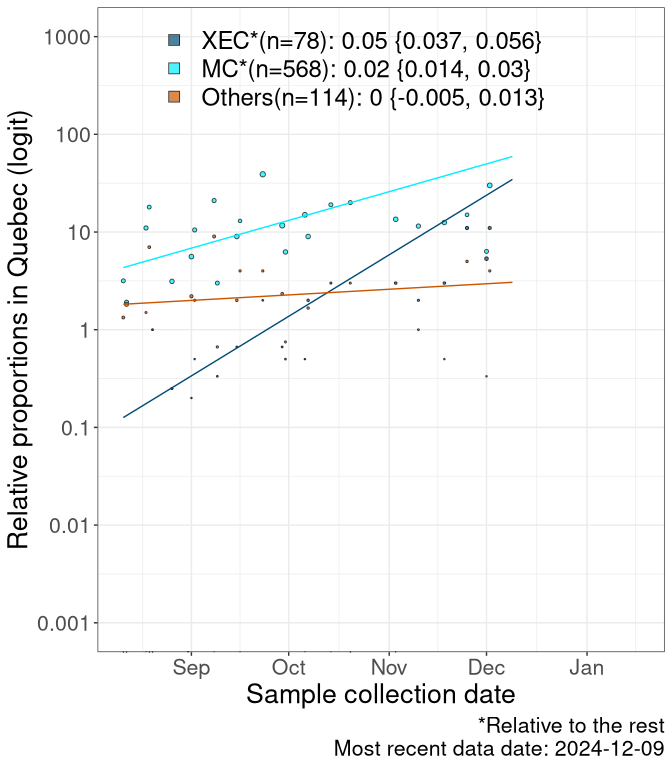 XEC*(n=78): 0.05 {0.037, 0.056}
MC*(n=568): 0.02 {0.014, 0.03}
Others(n=114): 0 {-0.005, 0.013}
Relative proportions in Quebec (logit)
1000
100
10
1
0.1
0.01
0.001
Sep Oct Nov Dec Jan
Sample collection date
*Relative to the rest
Most recent data date: 2024-12-09